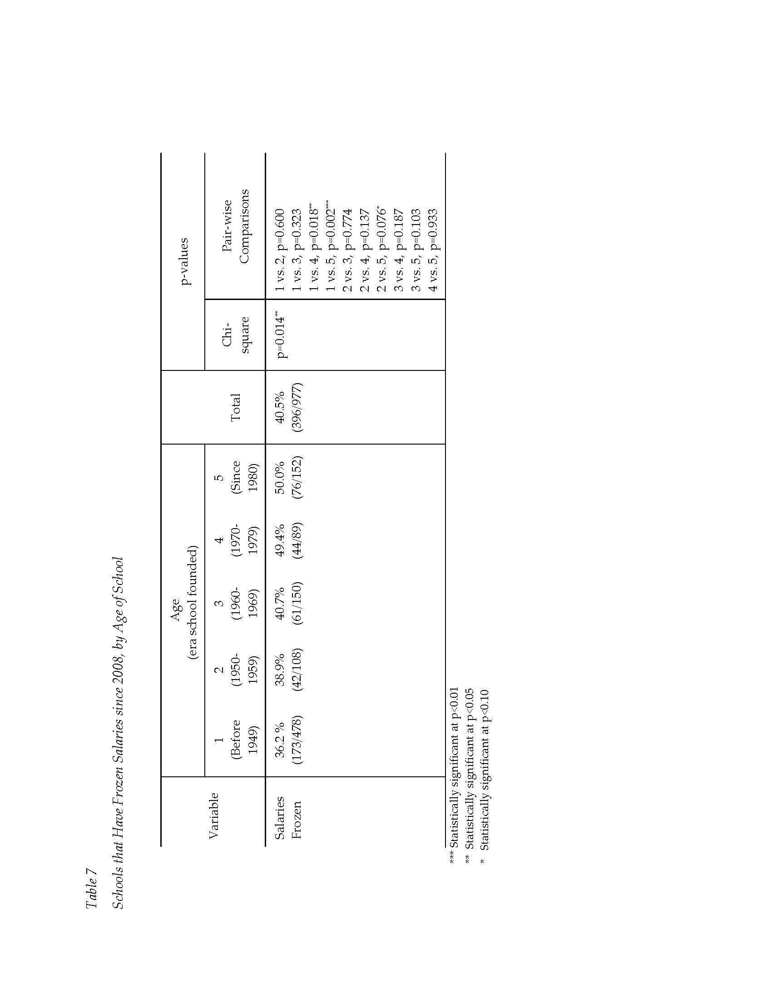 Table 7
Schools that Have Frozen Salaries since 2008, by Age of School
Variable
Age
(era school founded)
1
(Before
1949)
2
(1950-
1959)
3
(1960-
1969)
4
(1970-
1979)
5
(Since
1980)
Total
p-values
Chi-
square
Pair-wise
Comparisons
Salaries
Frozen
36.2 %
(173/478)
38.9%
(42/108)
40.7%
(61/150)
49.4%
(44/89)
50.0%
(76/152)
40.5%
(396/977)
p=0.014**
1 vs. 2, p=0.600
1 vs. 3, p=0.323
1 vs. 4, p=0.018**
1 vs. 5, p=0.002***
2 vs. 3, p=0.774
2 vs. 4, p=0.137
2 vs. 5, p=0.076*
3 vs. 4, p=0.187
3 vs. 5, p=0.103
4 vs. 5, p=0.933
*** Statistically significant at p<0.01
** Statistically significant at p<0.05
* Statistically significant at p<0.10